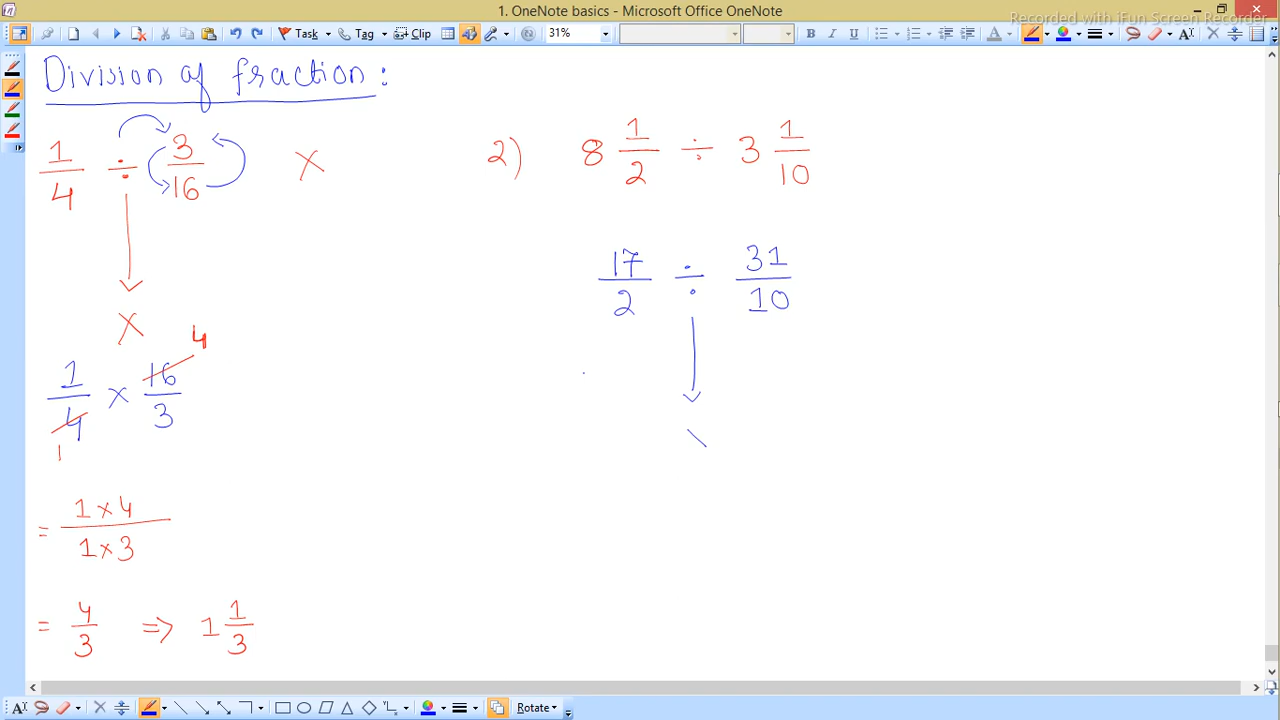 1. OneNote basics - Microsoft Office OneNote
Recorded with iFun Screen Recorder
Task
Tag
Clip
31%
B I U
Division of fraction:
1/4 ÷ 3/16 ×
×
1/4 × 16/3
4
1
= 1×4 / 1×3
= 4/3 ⇒ 1 1/3
2) 8 1/2 ÷ 3 1/10
17/2 ÷ 31/10
Rotate